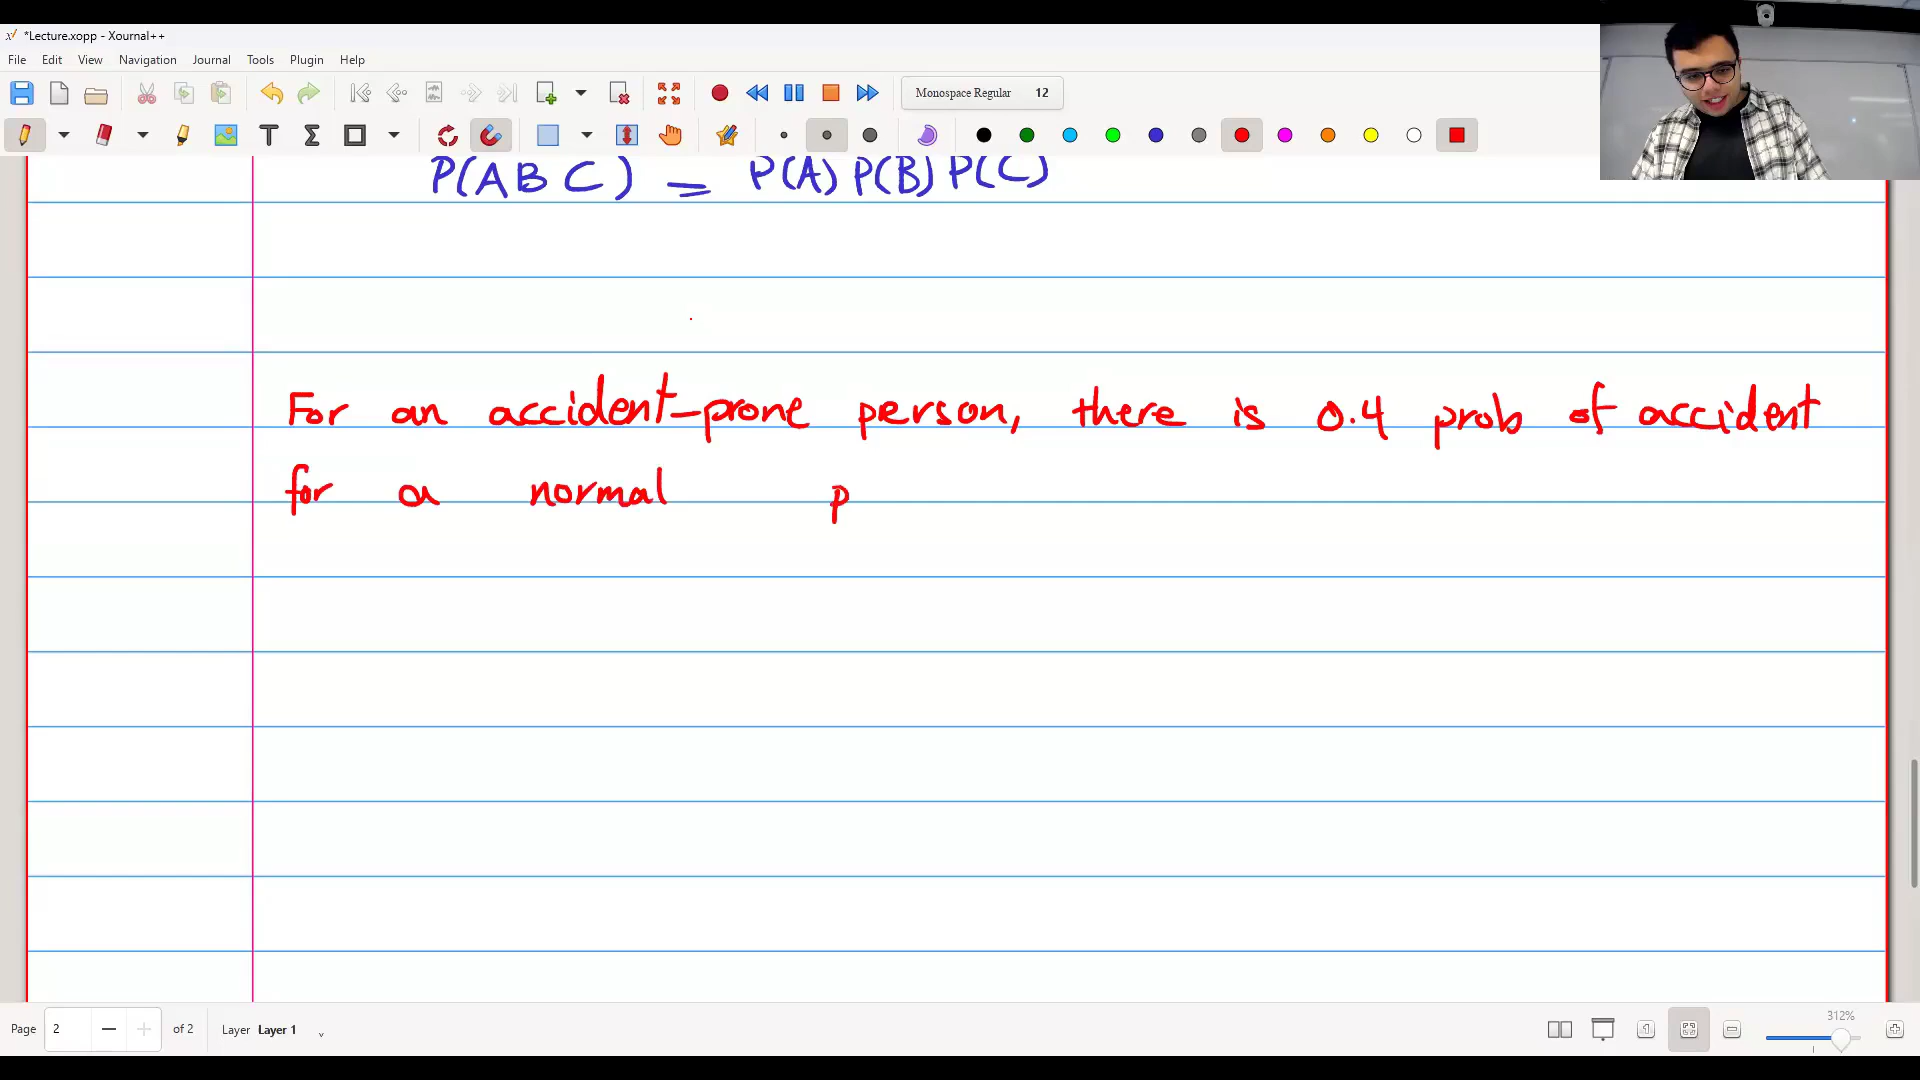 *Lecture.xopp - Xournal++
File Edit View Navigation Journal Tools Plugin Help
Monospace Regular 12
P(ABC) = P(A) P(B) P(C)
For an accident-prone person, there is 0.4 prob of accident
for a normal p
Page 2 of 2 Layer Layer 1 312%